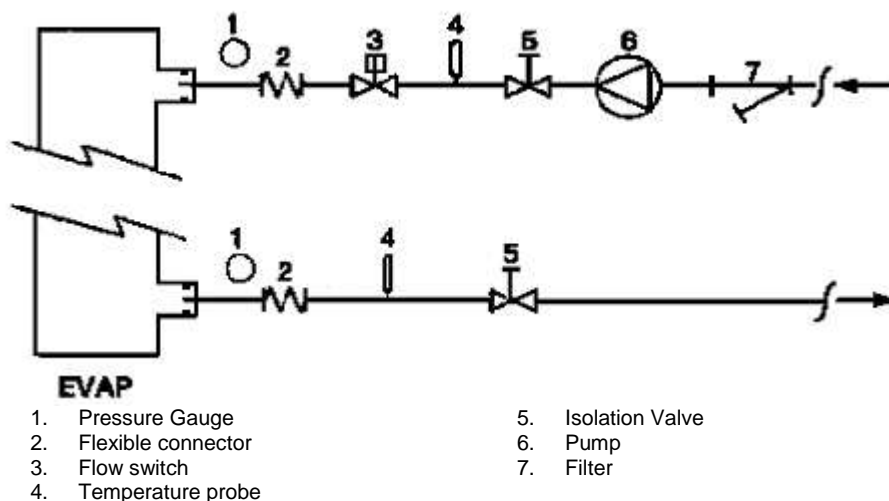 1 2 3 4 5 6 7
1 2 4 5
EVAP
1. Pressure Gauge
2. Flexible connector
3. Flow switch
4. Temperature probe
5. Isolation Valve
6. Pump
7. Filter